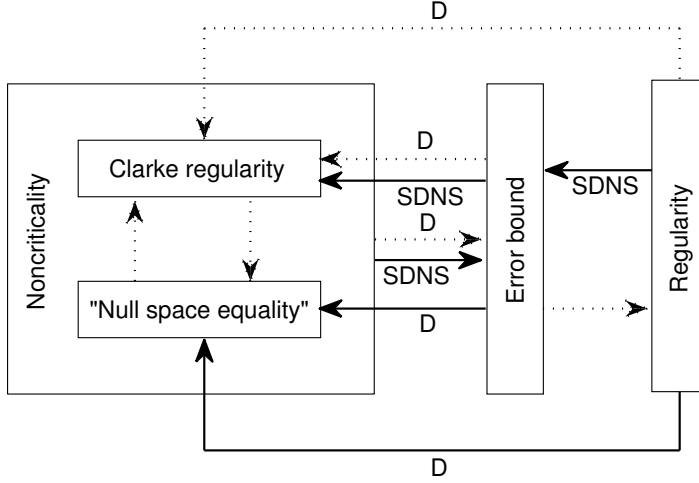 D
Noncriticality
Clarke regularity
D
SDNS
D
SDNS
"Null space equality"
D
Error bound
SDNS
Regularity
D